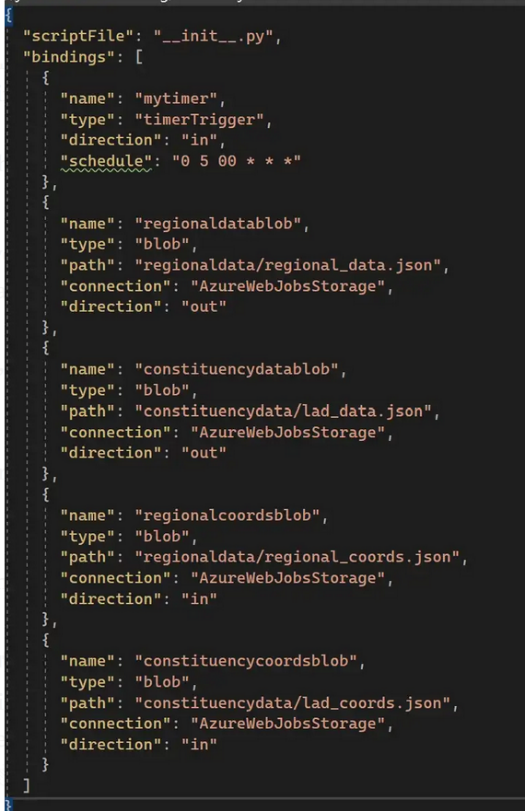 {
"scriptFile": "__init__.py",
"bindings": [
{
"name": "mytimer",
"type": "timerTrigger",
"direction": "in",
"schedule": "0 5 00 * * *"
},
{
"name": "regionaldatablob",
"type": "blob",
"path": "regionaldata/regional_data.json",
"connection": "AzureWebJobsStorage",
"direction": "out"
},
{
"name": "constituencydatablob",
"type": "blob",
"path": "constituencydata/lad_data.json",
"connection": "AzureWebJobsStorage",
"direction": "out"
},
{
"name": "regionalcoordsblob",
"type": "blob",
"path": "regionaldata/regional_coords.json",
"connection": "AzureWebJobsStorage",
"direction": "in"
},
{
"name": "constituencycoordsblob",
"type": "blob",
"path": "constituencydata/lad_coords.json",
"connection": "AzureWebJobsStorage",
"direction": "in"
}
]
}